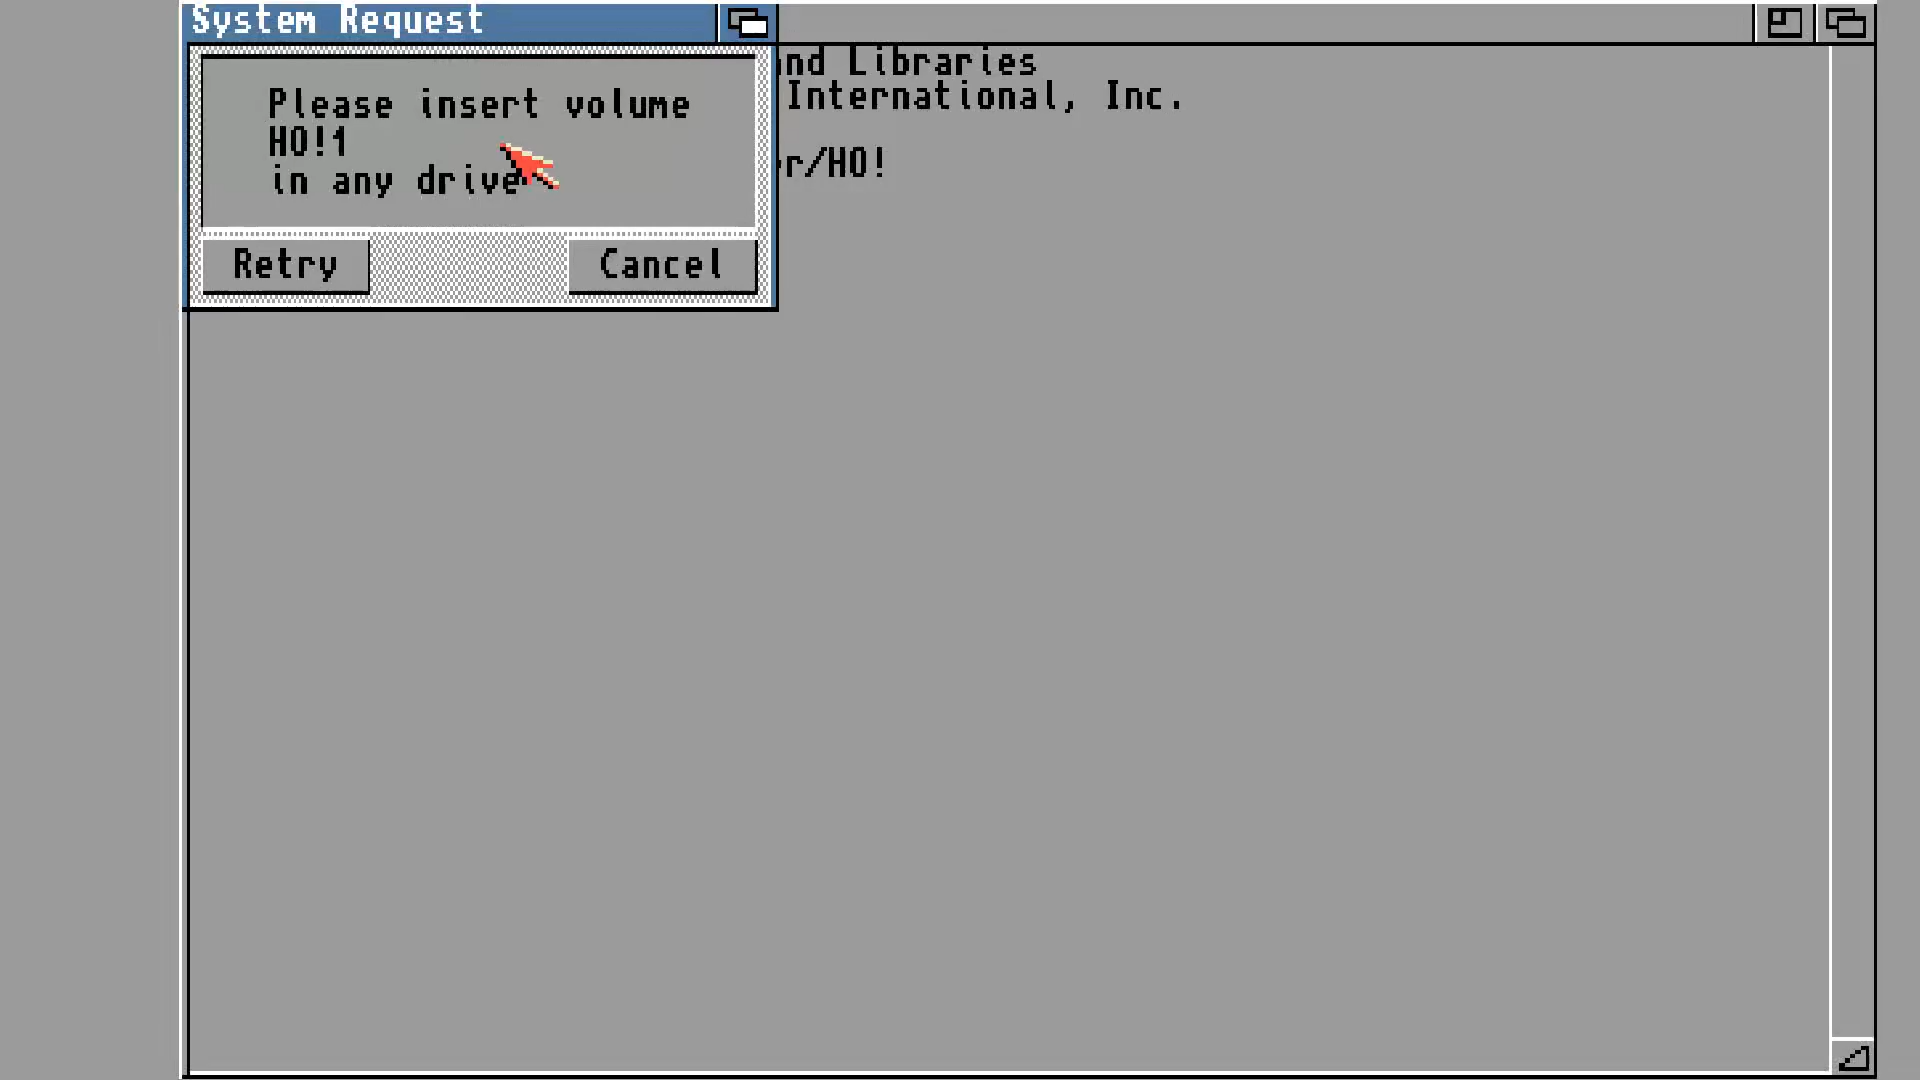 System Request
Please insert volume
HO!1
in any drive
Retry
Cancel
nd Libraries
International, Inc.
r/HO!